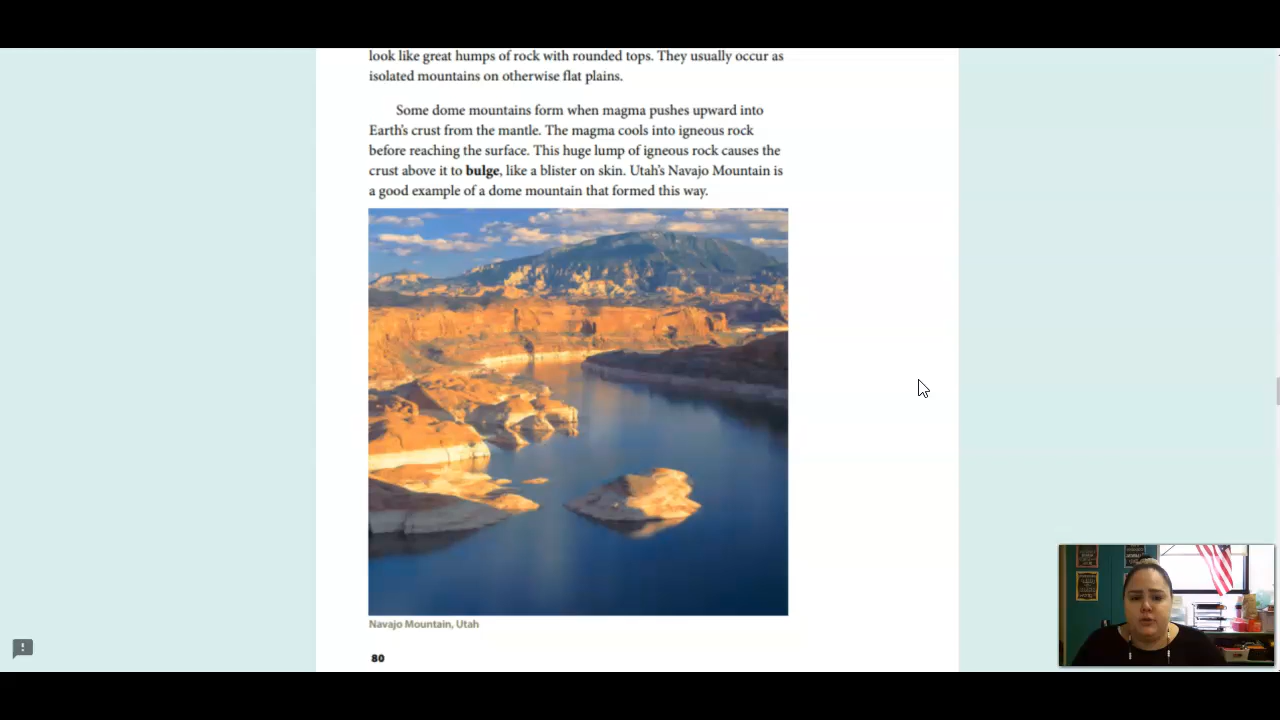 look like great humps of rock with rounded tops. They usually occur as
isolated mountains on otherwise flat plains.
Some dome mountains form when magma pushes upward into
Earth's crust from the mantle. The magma cools into igneous rock
before reaching the surface. This huge lump of igneous rock causes the
crust above it to bulge, like a blister on skin. Utah's Navajo Mountain is
a good example of a dome mountain that formed this way.
Navajo Mountain, Utah
80